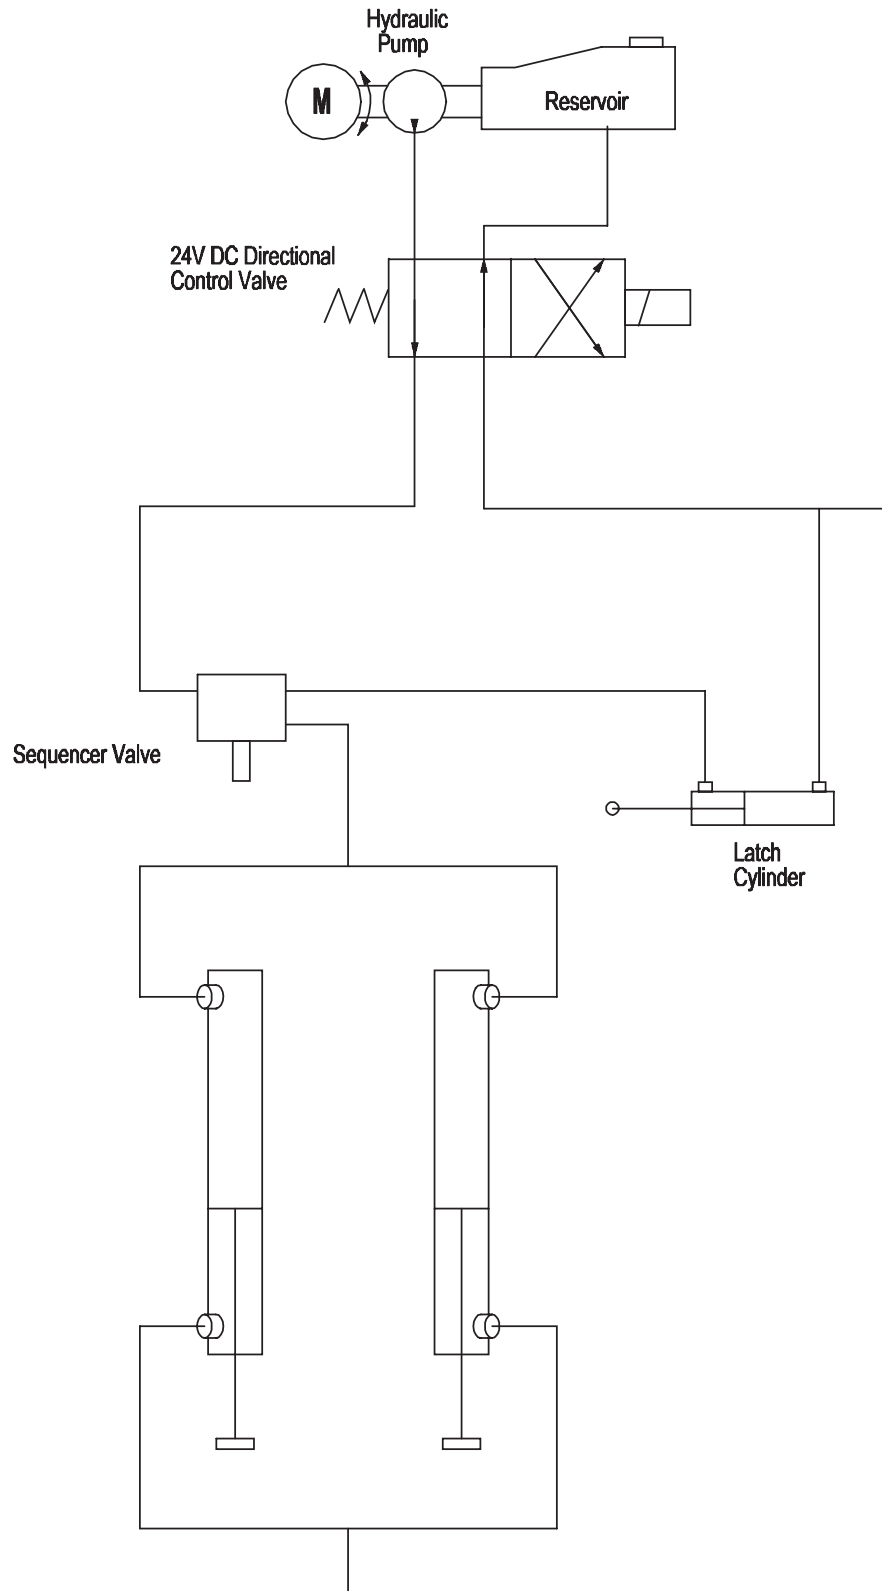 Hydraulic
Pump
M
Reservoir
24V DC Directional
Control Valve
Sequencer Valve
Latch
Cylinder